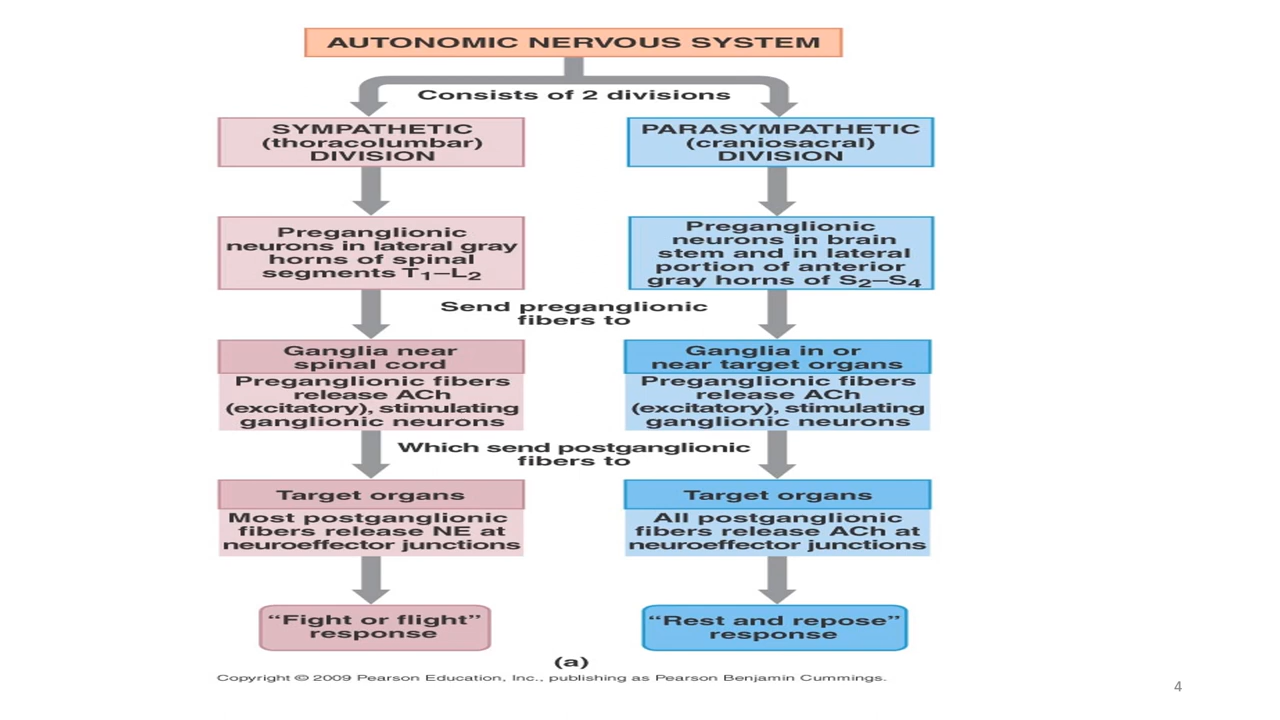 AUTONOMIC NERVOUS SYSTEM
Consists of 2 divisions
SYMPATHETIC
(thoracolumbar)
DIVISION
PARASYMPATHETIC
(craniosacral)
DIVISION
Preganglionic
neurons in lateral gray
horns of spinal
segments T₁–L₂
Preganglionic
neurons in brain
stem and in lateral
portion of anterior
gray horns of S₂–S₄
Send preganglionic
fibers to
Ganglia near
spinal cord
Preganglionic fibers
release ACh
(excitatory), stimulating
ganglionic neurons
Ganglia in or
near target organs
Preganglionic fibers
release ACh
(excitatory), stimulating
ganglionic neurons
Which send postganglionic
fibers to
Target organs
Most postganglionic
fibers release NE at
neuroeffector junctions
Target organs
All postganglionic
fibers release ACh at
neuroeffector junctions
“Fight or flight”
response
“Rest and repose”
response
(a)
Copyright © 2009 Pearson Education, Inc., publishing as Pearson Benjamin Cummings.
4